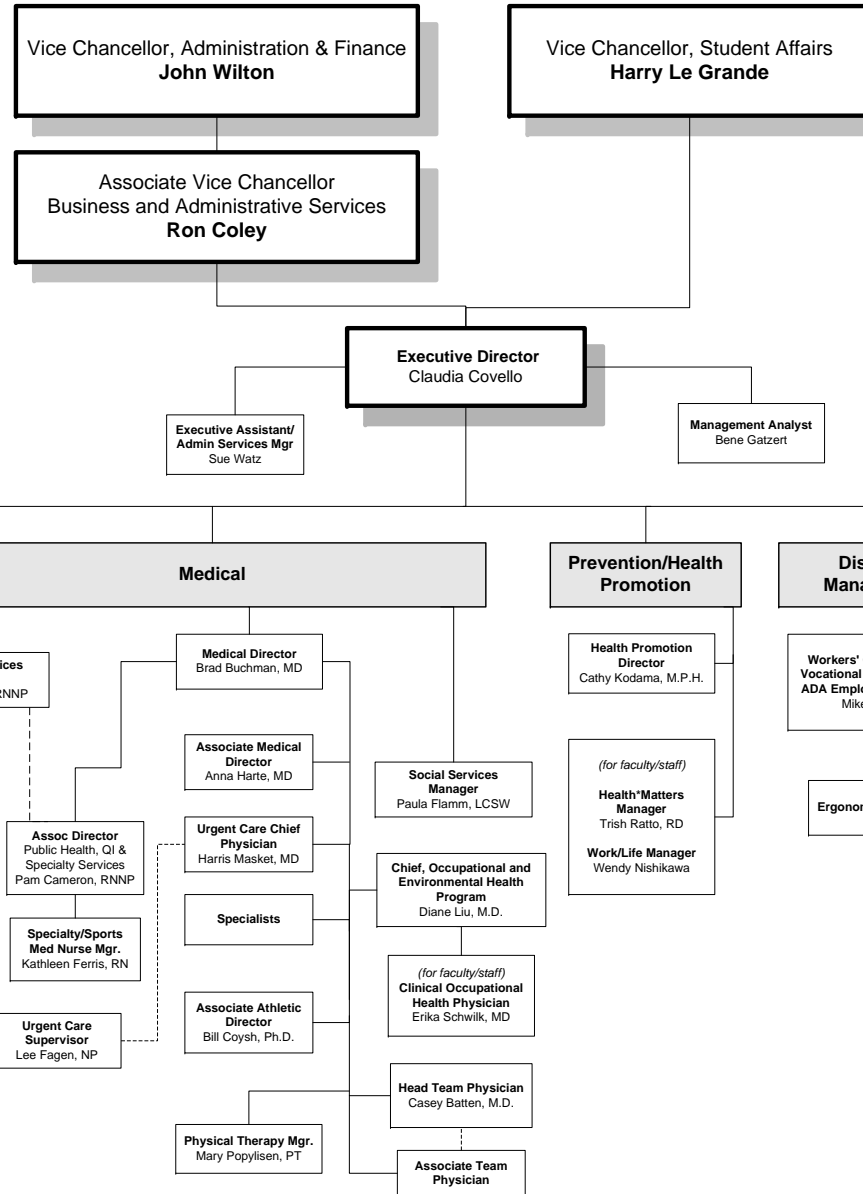 Vice Chancellor, Administration & Finance
John Wilton
Vice Chancellor, Student Affairs
Harry Le Grande
Associate Vice Chancellor
Business and Administrative Services
Ron Coley
Executive Director
Claudia Covello
Executive Assistant/
Admin Services Mgr
Sue Watz
Management Analyst
Bene Gatzert
Medical
Prevention/Health
Promotion
Medical Director
Brad Buchman, MD
Associate Medical
Director
Anna Harte, MD
Urgent Care Chief
Physician
Harris Masket, MD
Specialists
Associate Athletic
Director
Bill Coysh, Ph.D.
Physical Therapy Mgr.
Mary Popylisen, PT
RNNP
Assoc Director
Public Health, QI &
Specialty Services
Pam Cameron, RNNP
Specialty/Sports
Med Nurse Mgr.
Kathleen Ferris, RN
Urgent Care
Supervisor
Lee Fagen, NP
Social Services
Manager
Paula Flamm, LCSW
Chief, Occupational and
Environmental Health
Program
Diane Liu, M.D.
(for faculty/staff)
Clinical Occupational
Health Physician
Erika Schwilk, MD
Head Team Physician
Casey Batten, M.D.
Associate Team
Physician
Health Promotion
Director
Cathy Kodama, M.P.H.
(for faculty/staff)
Health*Matters
Manager
Trish Ratto, RD
Work/Life Manager
Wendy Nishikawa
Workers'
Vocational
ADA
Mike